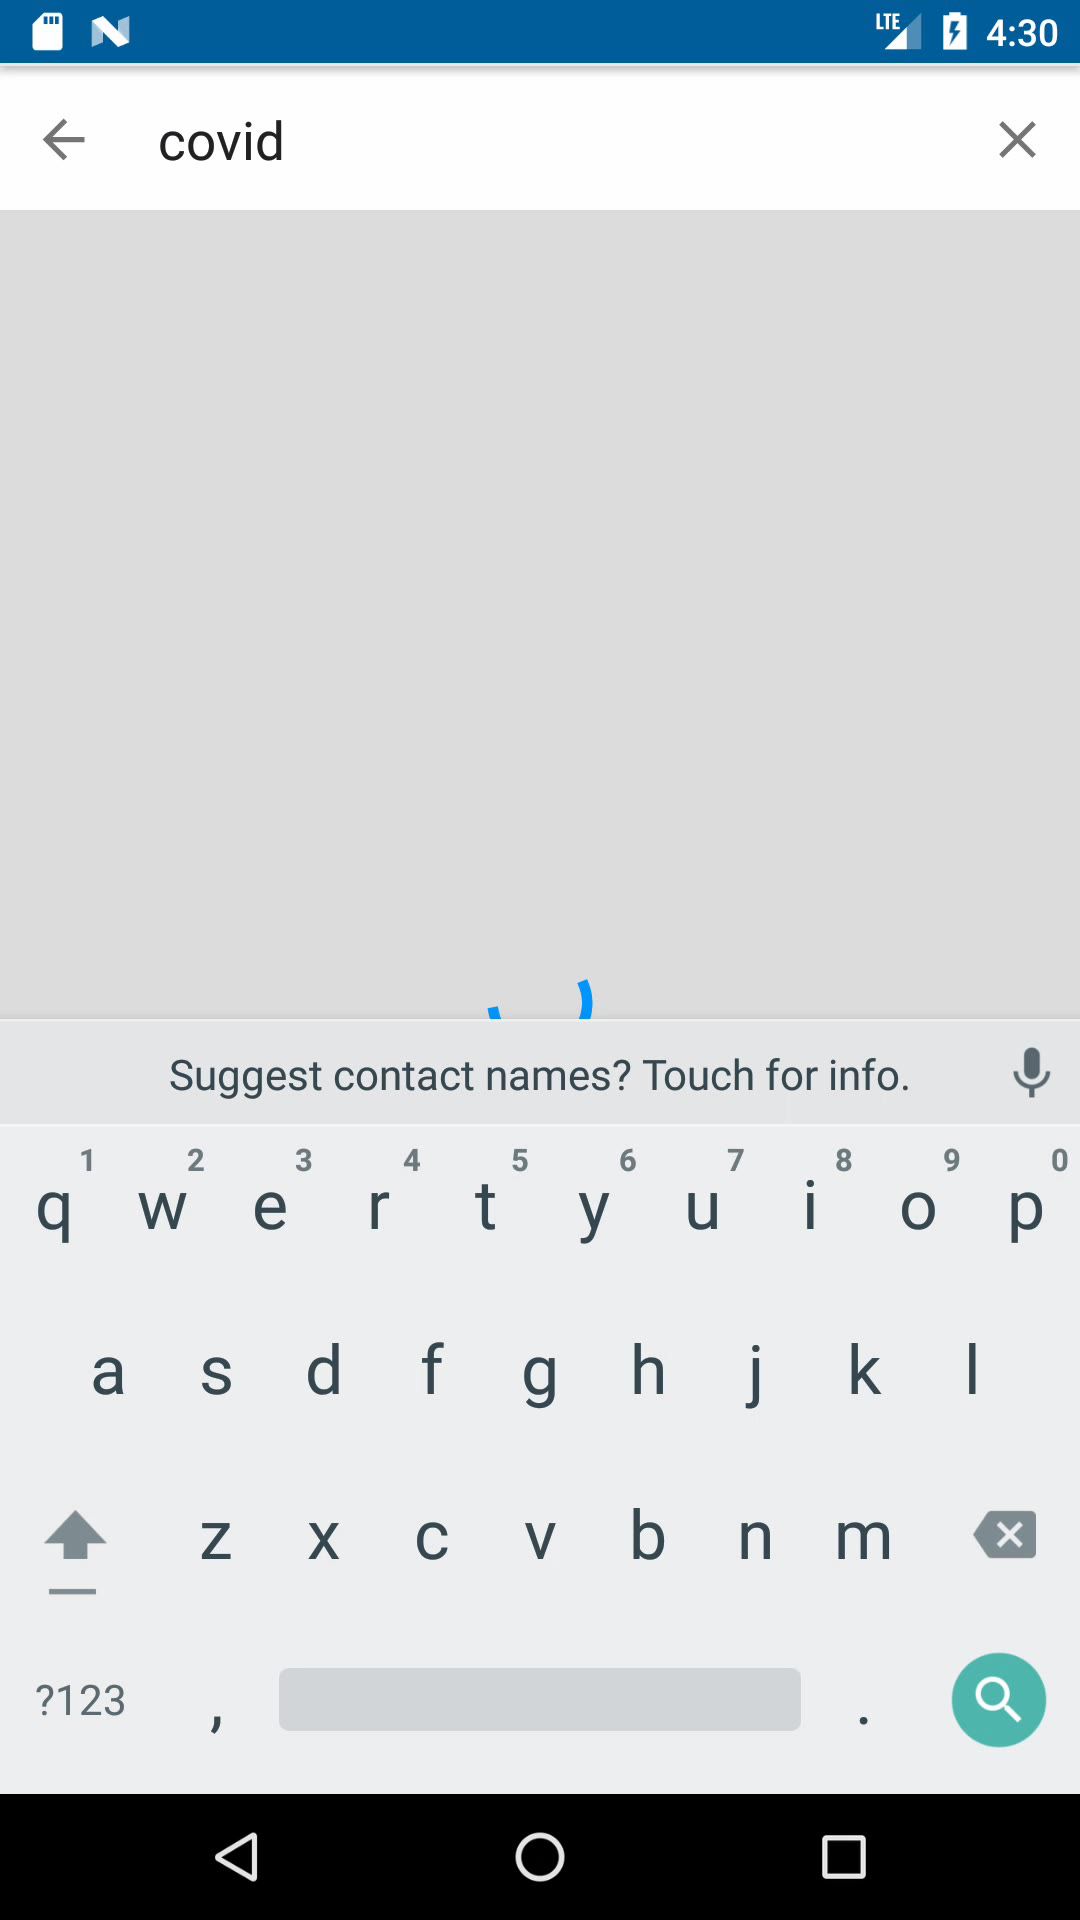 LTE 4:30
covid
Suggest contact names? Touch for info.
1 2 3 4 5 6 7 8 9 0
q w e r t y u i o p
a s d f g h j k l
z x c v b n m
?123 , .